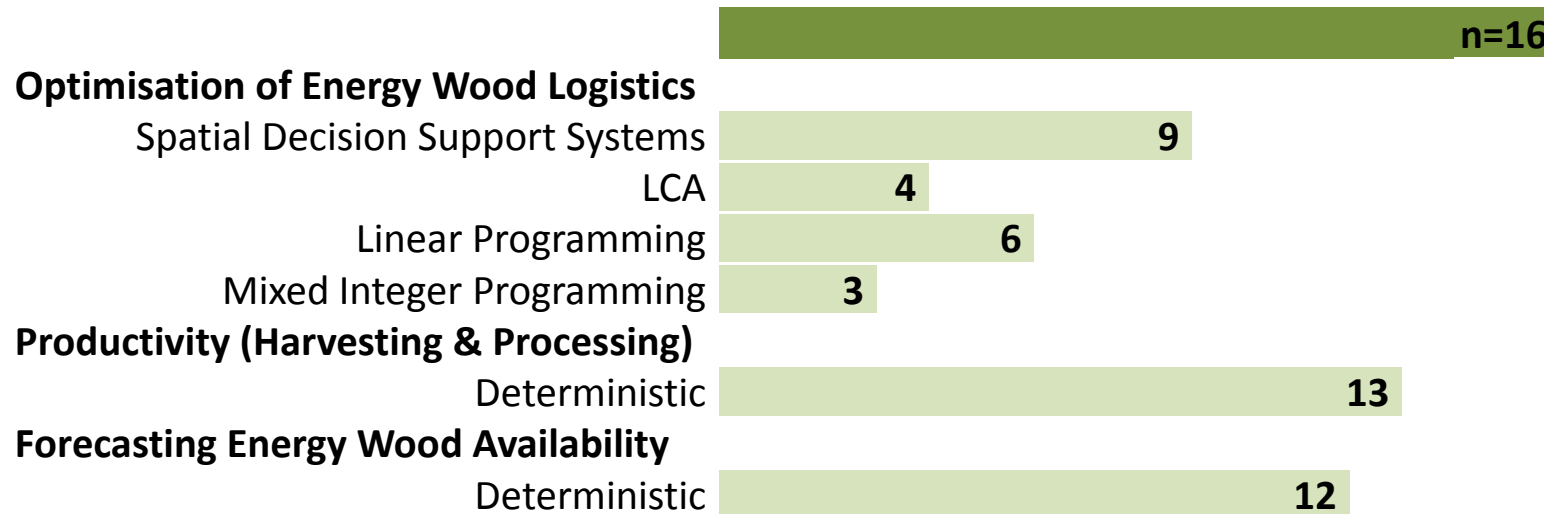 n=16
Optimisation of Energy Wood Logistics
Spatial Decision Support Systems 9
LCA 4
Linear Programming 6
Mixed Integer Programming 3
Productivity (Harvesting & Processing)
Deterministic 13
Forecasting Energy Wood Availability
Deterministic 12